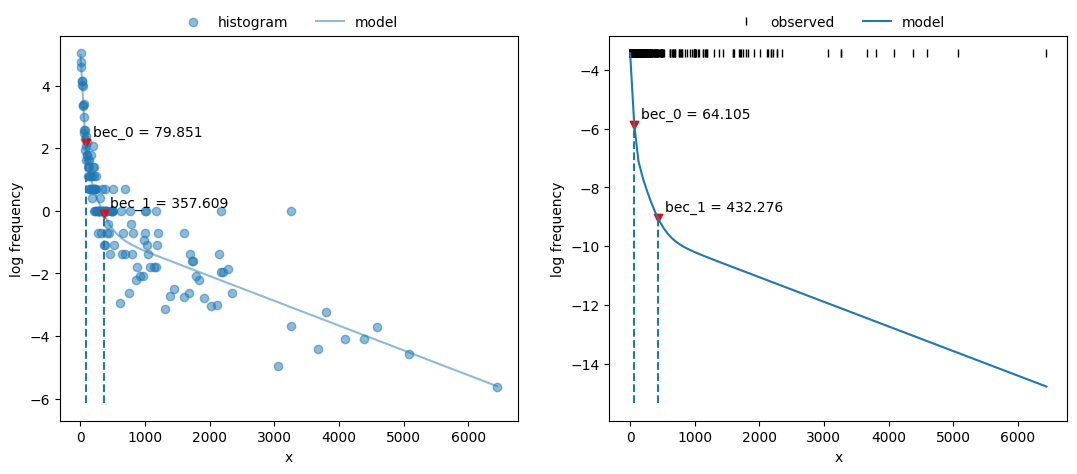 histogram model
log frequency
4
2
0
−2
−4
−6
bec_0 = 79.851
bec_1 = 357.609
0 1000 2000 3000 4000 5000 6000
x
observed model
log frequency
−4
−6
−8
−10
−12
−14
bec_0 = 64.105
bec_1 = 432.276
0 1000 2000 3000 4000 5000 6000
x